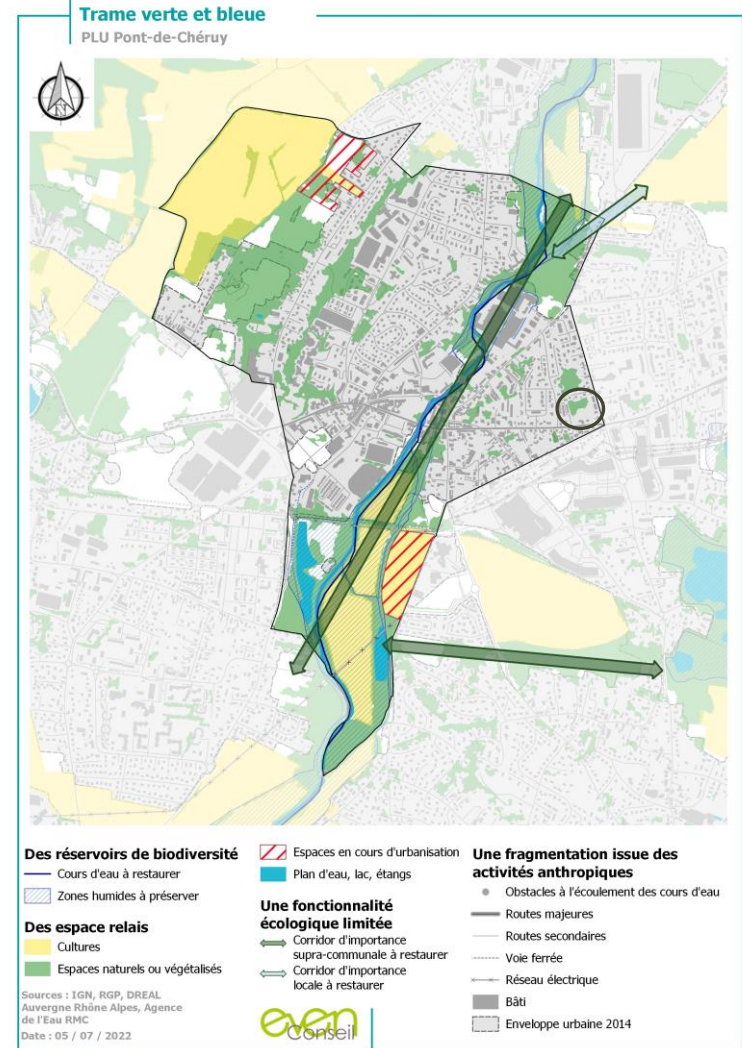 Trame verte et bleue
PLU Pont-de-Chéruy
N
Des réservoirs de biodiversité
Cours d'eau à restaurer
Zones humides à préserver
Des espace relais
Cultures
Espaces naturels ou végétalisés
Sources : IGN, RGP, DREAL
Auvergne Rhône Alpes, Agence
de l'Eau RMC
Date : 05 / 07 / 2022
Espaces en cours d'urbanisation
Plan d'eau, lac, étangs
Une fonctionnalité
écologique limitée
Corridor d'importance
supra-communale à restaurer
Corridor d'importance
locale à restaurer
even
Conseil
Une fragmentation issue des
activités anthropiques
Obstacles à l'écoulement des cours d'eau
Routes majeures
Routes secondaires
Voie ferrée
Réseau électrique
Bâti
Enveloppe urbaine 2014